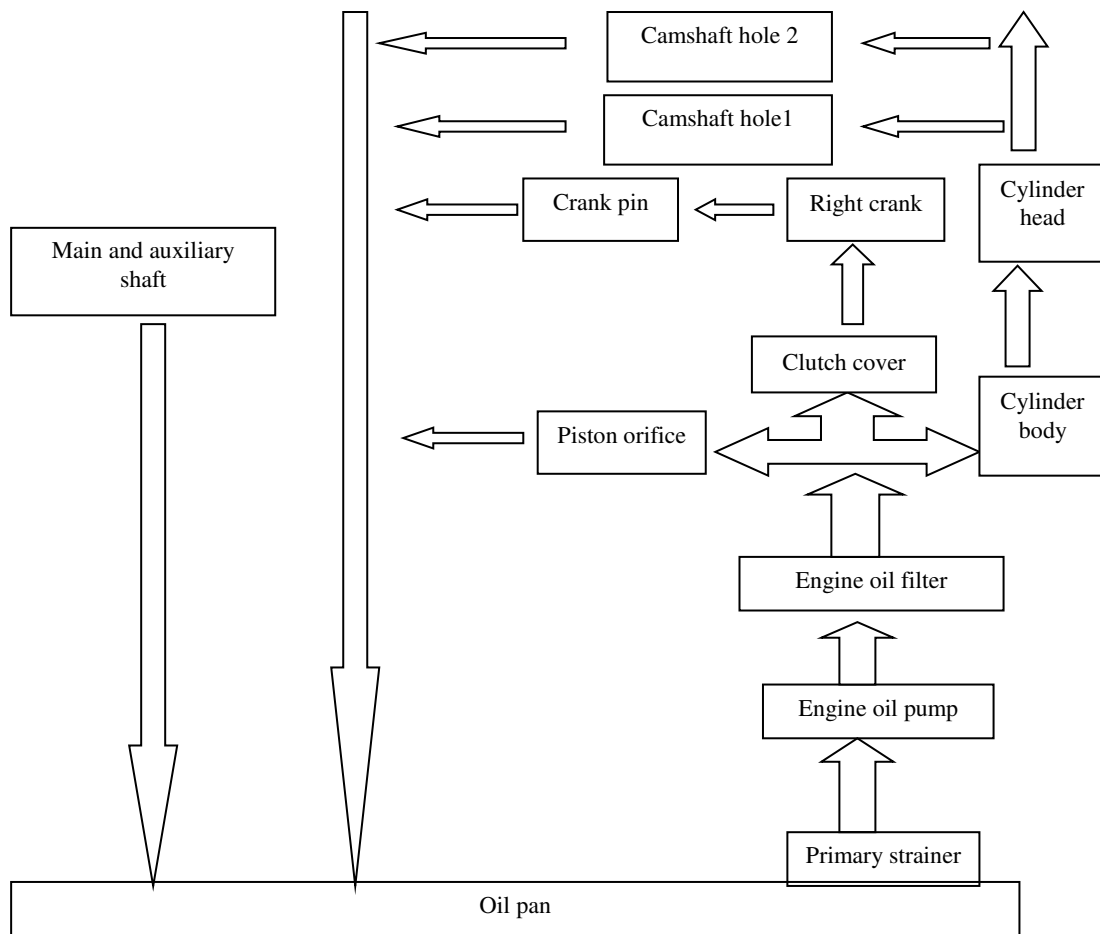 Camshaft hole 2
Camshaft hole1
Crank pin
Right crank
Cylinder
head
Main and auxiliary
shaft
Clutch cover
Piston orifice
Cylinder
body
Engine oil filter
Engine oil pump
Primary strainer
Oil pan